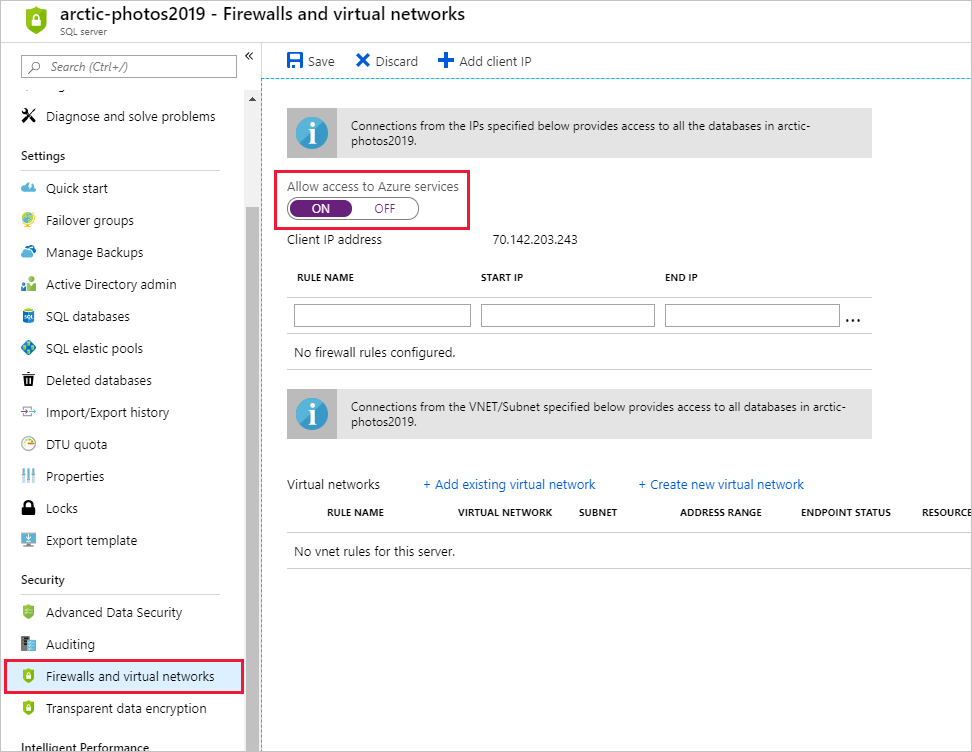 arctic-photos2019 - Firewalls and virtual networks
SQL server
Search (Ctrl+/)
«
Diagnose and solve problems
Settings
Quick start
Failover groups
Manage Backups
Active Directory admin
SQL databases
SQL elastic pools
Deleted databases
Import/Export history
DTU quota
Properties
Locks
Export template
Security
Advanced Data Security
Auditing
Firewalls and virtual networks
Transparent data encryption
Intelligent Performance
Save Discard Add client IP
Connections from the IPs specified below provides access to all the databases in arctic-
photos2019.
Allow access to Azure services
ON OFF
Client IP address 70.142.203.243
RULE NAME START IP END IP
...
No firewall rules configured.
Connections from the VNET/Subnet specified below provides access to all databases in arctic-
photos2019.
Virtual networks + Add existing virtual network + Create new virtual network
RULE NAME VIRTUAL NETWORK SUBNET ADDRESS RANGE ENDPOINT STATUS RESOURCE
No vnet rules for this server.